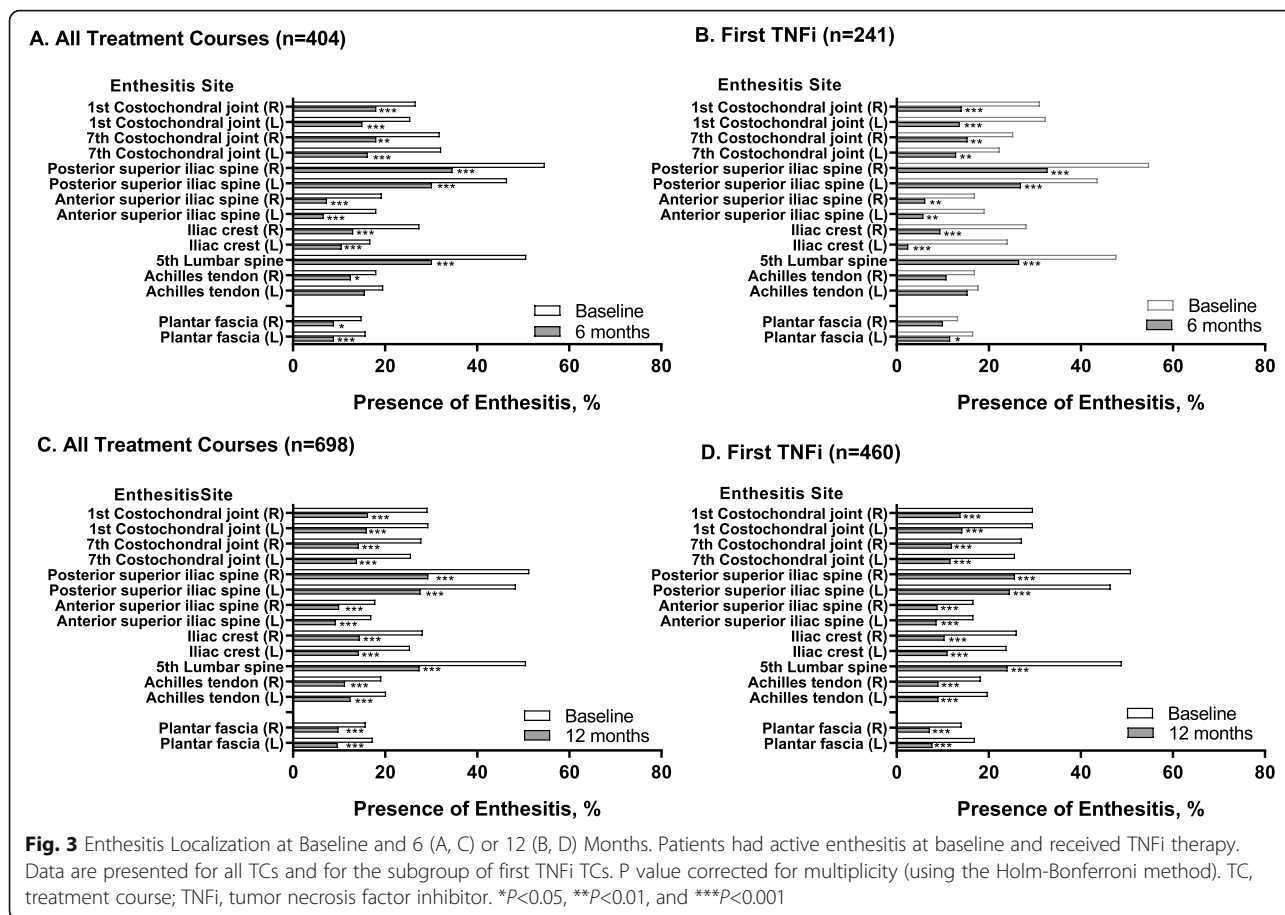 A. All Treatment Courses (n=404)
Enthesitis Site
1st Costochondral joint (R)
***
1st Costochondral joint (L)
***
7th Costochondral joint (R)
**
7th Costochondral joint (L)
***
Posterior superior iliac spine (R)
***
Posterior superior iliac spine (L)
***
Anterior superior iliac spine (R)
***
Anterior superior iliac spine (L)
***
Iliac crest (R)
***
Iliac crest (L)
***
5th Lumbar spine
***
Achilles tendon (R)
*
Achilles tendon (L)
Plantar fascia (R)
*
Plantar fascia (L)
***
Baseline
6 months
0 20 40 60 80
Presence of Enthesitis, %
B. First TNFi (n=241)
Enthesitis Site
1st Costochondral joint (R)
***
1st Costochondral joint (L)
***
7th Costochondral joint (R)
**
7th Costochondral joint (L)
**
Posterior superior iliac spine (R)
***
Posterior superior iliac spine (L)
***
Anterior superior iliac spine (R)
**
Anterior superior iliac spine (L)
**
Iliac crest (R)
***
Iliac crest (L)
***
5th Lumbar spine
***
Achilles tendon (R)
Achilles tendon (L)
Plantar fascia (R)
Plantar fascia (L)
*
Baseline
6 months
0 20 40 60 80
Presence of Enthesitis, %
C. All Treatment Courses (n=698)
EnthesitisSite
1st Costochondral joint (R)
***
1st Costochondral joint (L)
***
7th Costochondral joint (R)
***
7th Costochondral joint (L)
***
Posterior superior iliac spine (R)
***
Posterior superior iliac spine (L)
***
Anterior superior iliac spine (R)
***
Anterior superior iliac spine (L)
***
Iliac crest (R)
***
Iliac crest (L)
***
5th Lumbar spine
***
Achilles tendon (R)
***
Achilles tendon (L)
***
Plantar fascia (R)
***
Plantar fascia (L)
***
Baseline
12 months
0 20 40 60 80
Presence of Enthesitis, %
D. First TNFi (n=460)
Enthesitis Site
1st Costochondral joint (R)
***
1st Costochondral joint (L)
***
7th Costochondral joint (R)
***
7th Costochondral joint (L)
***
Posterior superior iliac spine (R)
***
Posterior superior iliac spine (L)
***
Anterior superior iliac spine (R)
***
Anterior superior iliac spine (L)
***
Iliac crest (R)
***
Iliac crest (L)
***
5th Lumbar spine
***
Achilles tendon (R)
***
Achilles tendon (L)
***
Plantar fascia (R)
***
Plantar fascia (L)
***
Baseline
12 months
0 20 40 60 80
Presence of Enthesitis, %
Fig. 3 Enthesitis Localization at Baseline and 6 (A, C) or 12 (B, D) Months. Patients had active enthesitis at baseline and received TNFi therapy.
Data are presented for all TCs and for the subgroup of first TNFi TCs. P value corrected for multiplicity (using the Holm-Bonferroni method). TC,
treatment course; TNFi, tumor necrosis factor inhibitor. *P<0.05, **P<0.01, and ***P<0.001